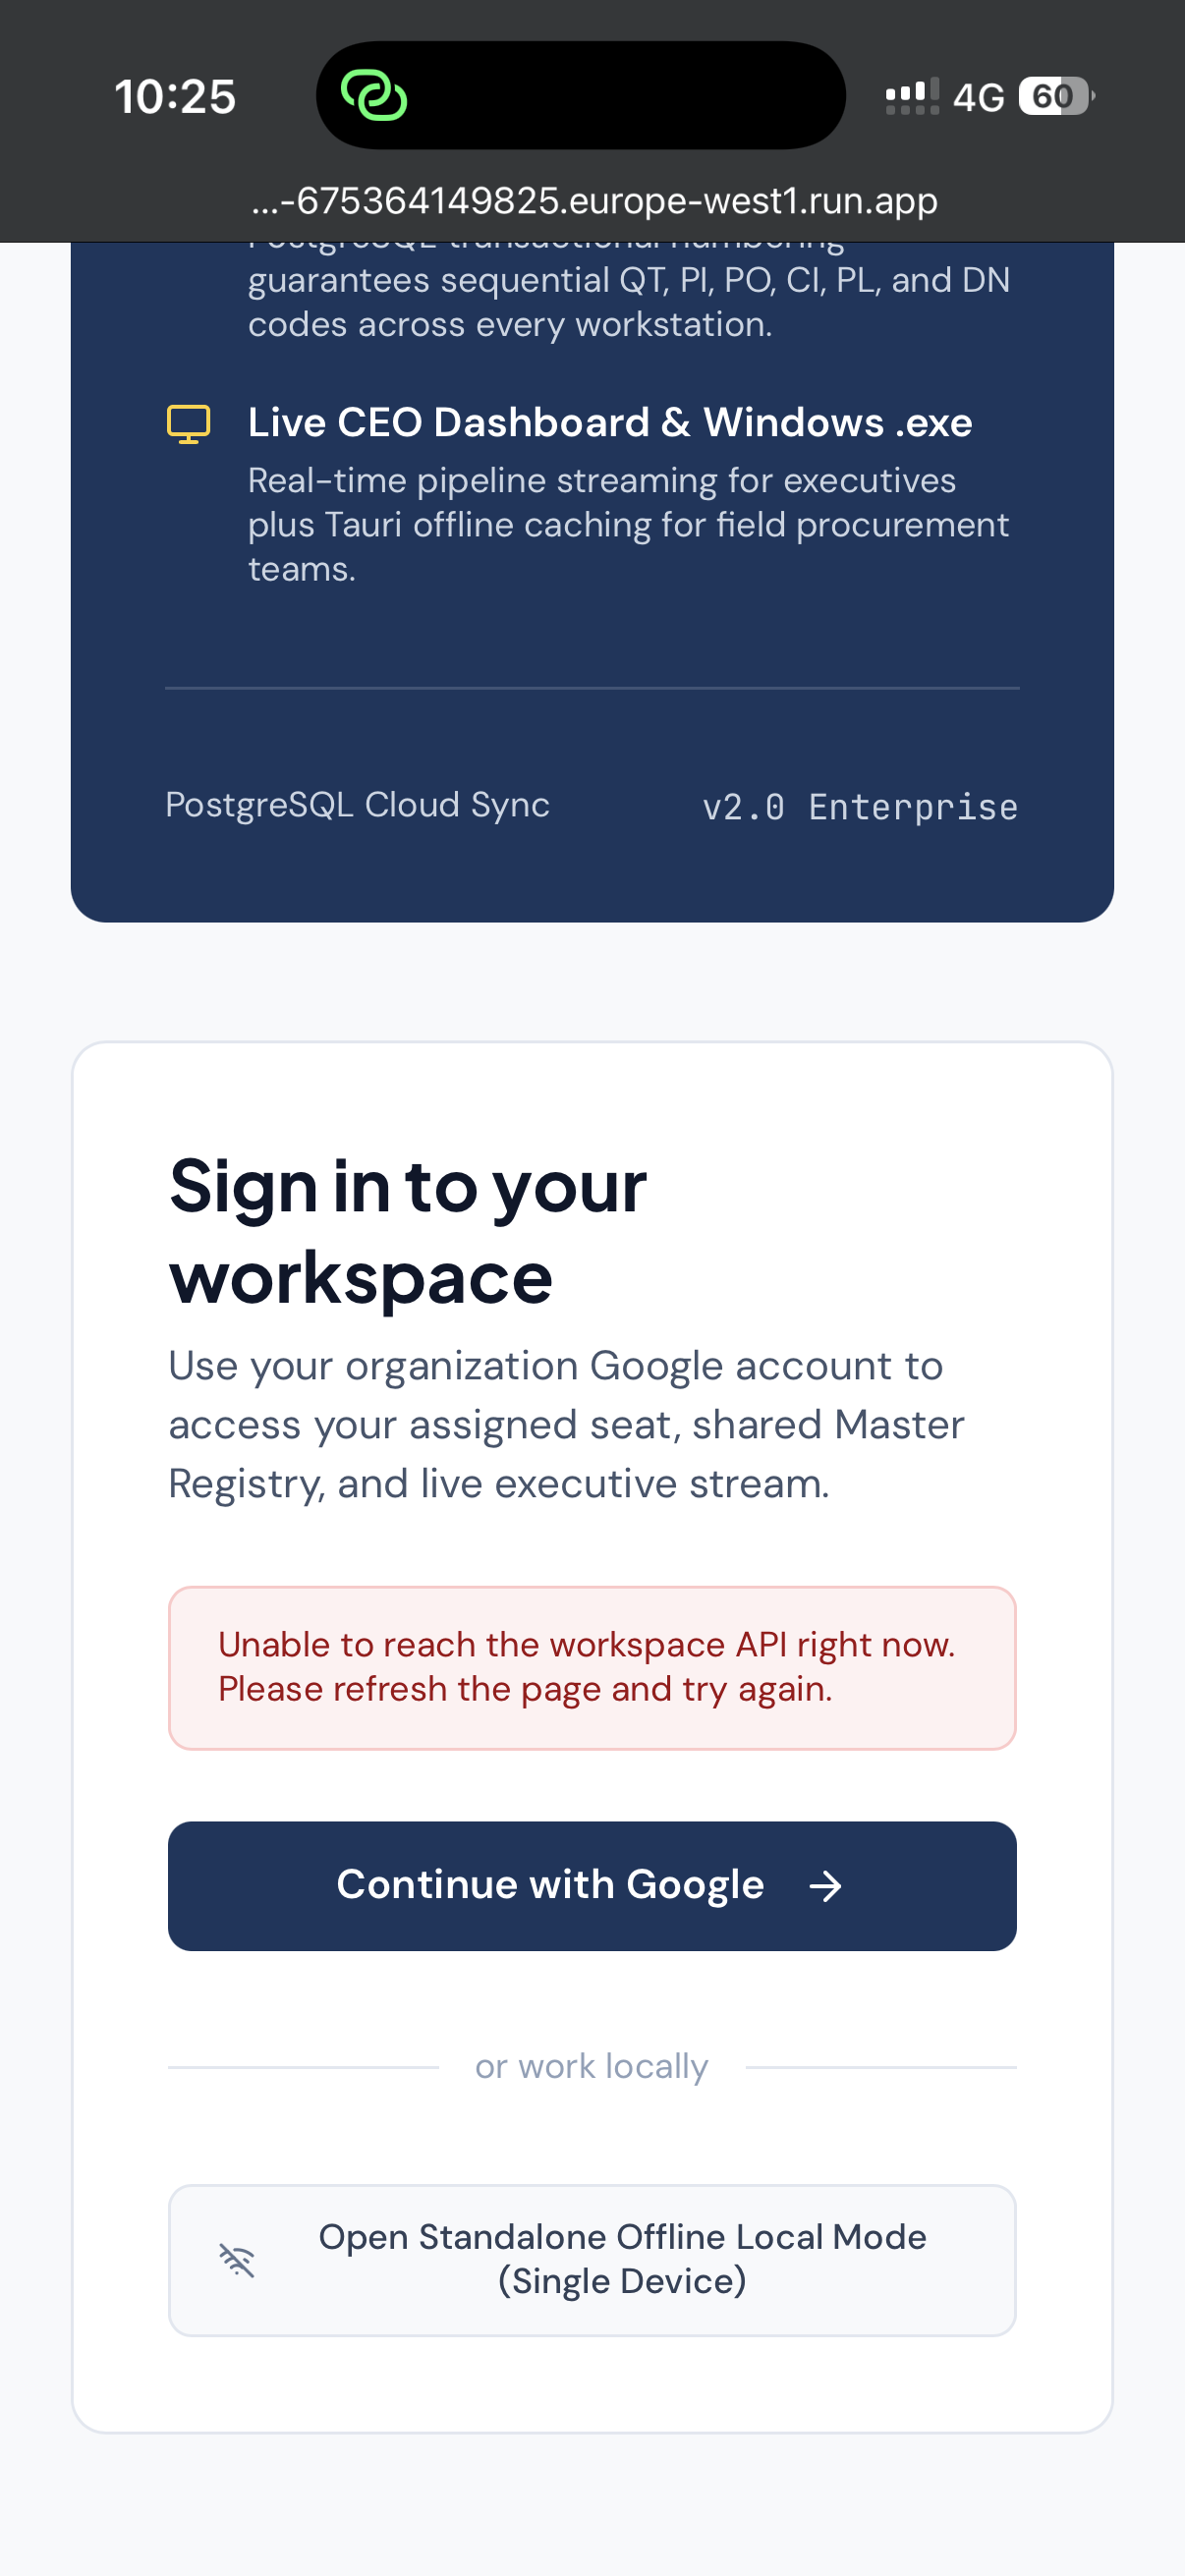 10:25
4G 60
...-675364149825.europe-west1.run.app
PostgreSQL transactional numbering
guarantees sequential QT, PI, PO, CI, PL, and DN
codes across every workstation.
Live CEO Dashboard & Windows .exe
Real-time pipeline streaming for executives
plus Tauri offline caching for field procurement
teams.
PostgreSQL Cloud Sync
v2.0 Enterprise
Sign in to your
workspace
Use your organization Google account to
access your assigned seat, shared Master
Registry, and live executive stream.
Unable to reach the workspace API right now.
Please refresh the page and try again.
Continue with Google →
or work locally
Open Standalone Offline Local Mode
(Single Device)